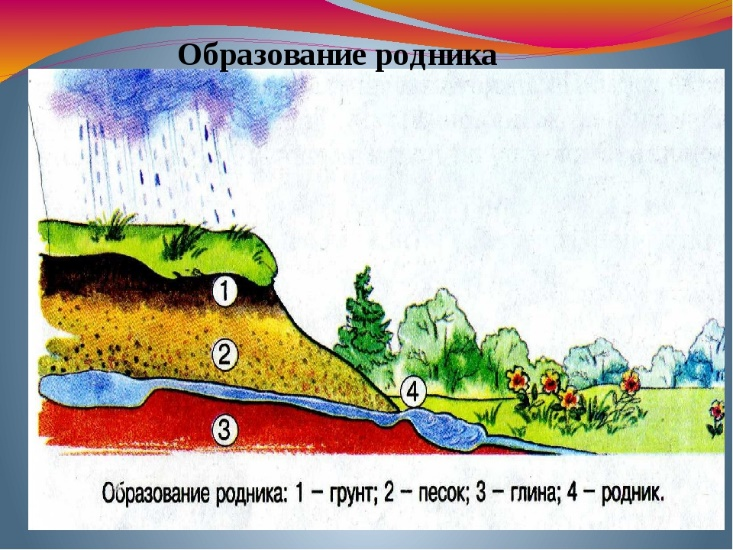 Образование родника
1
2
4
3
Образование родника: 1 – грунт; 2 – песок; 3 – глина; 4 – родник.